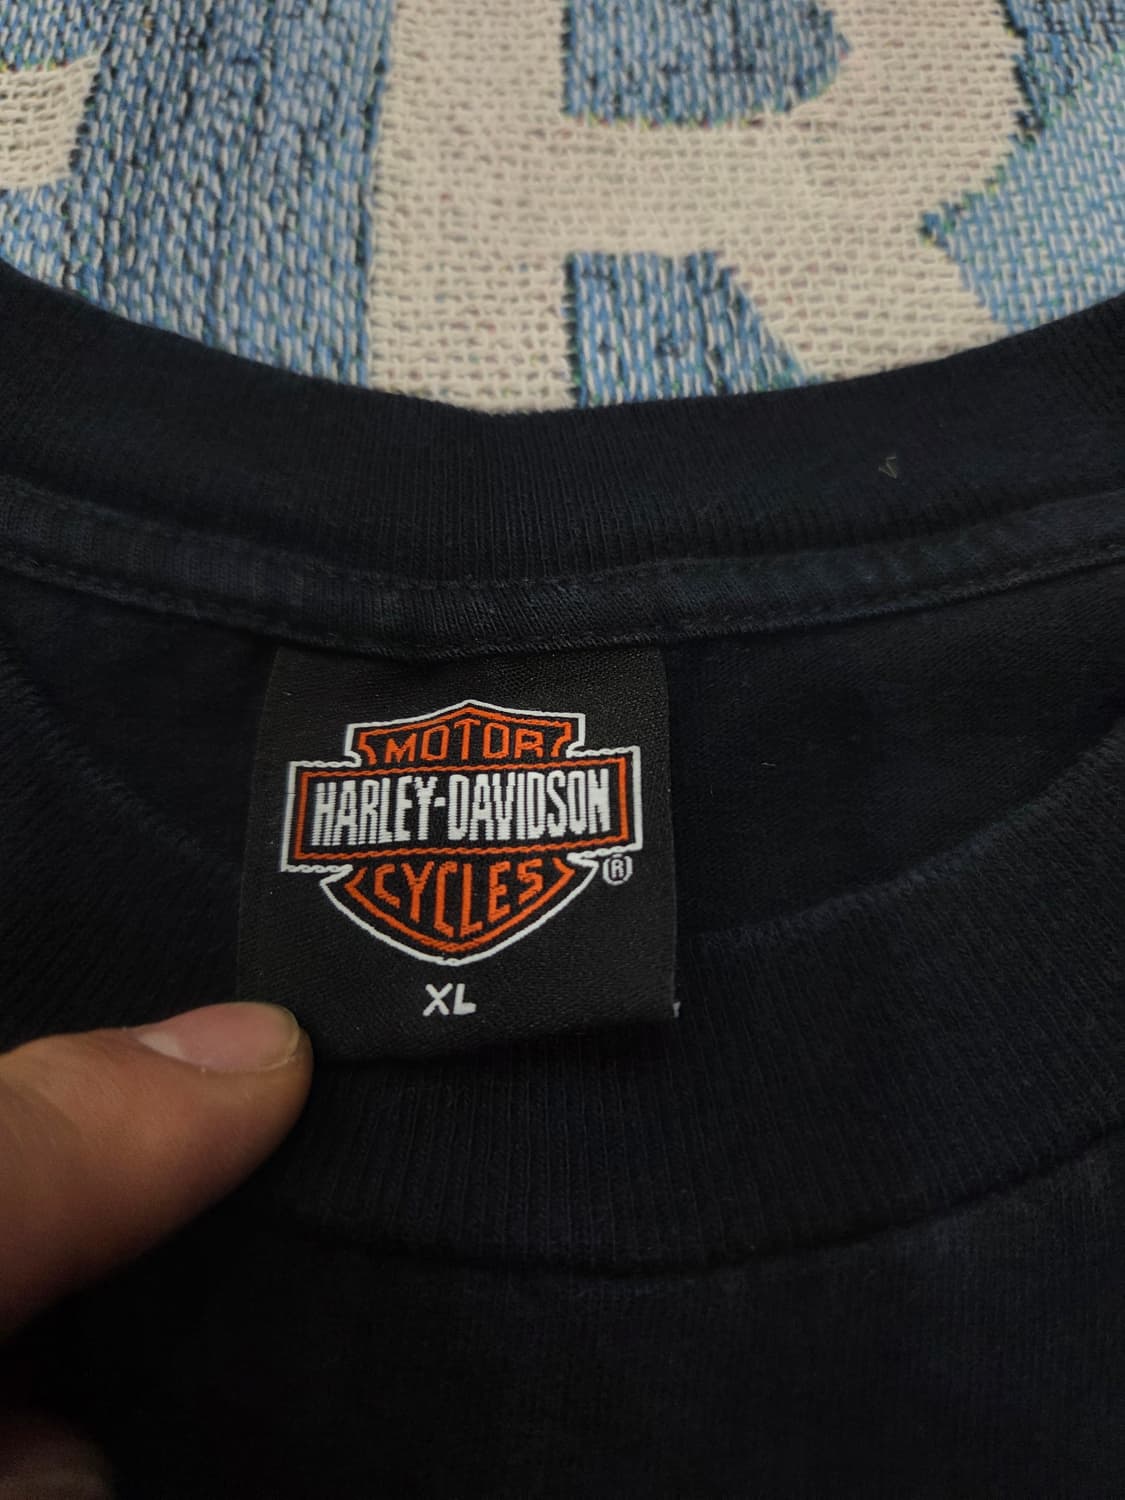 MOTOR
HARLEY-DAVIDSON
CYCLES
®
XL